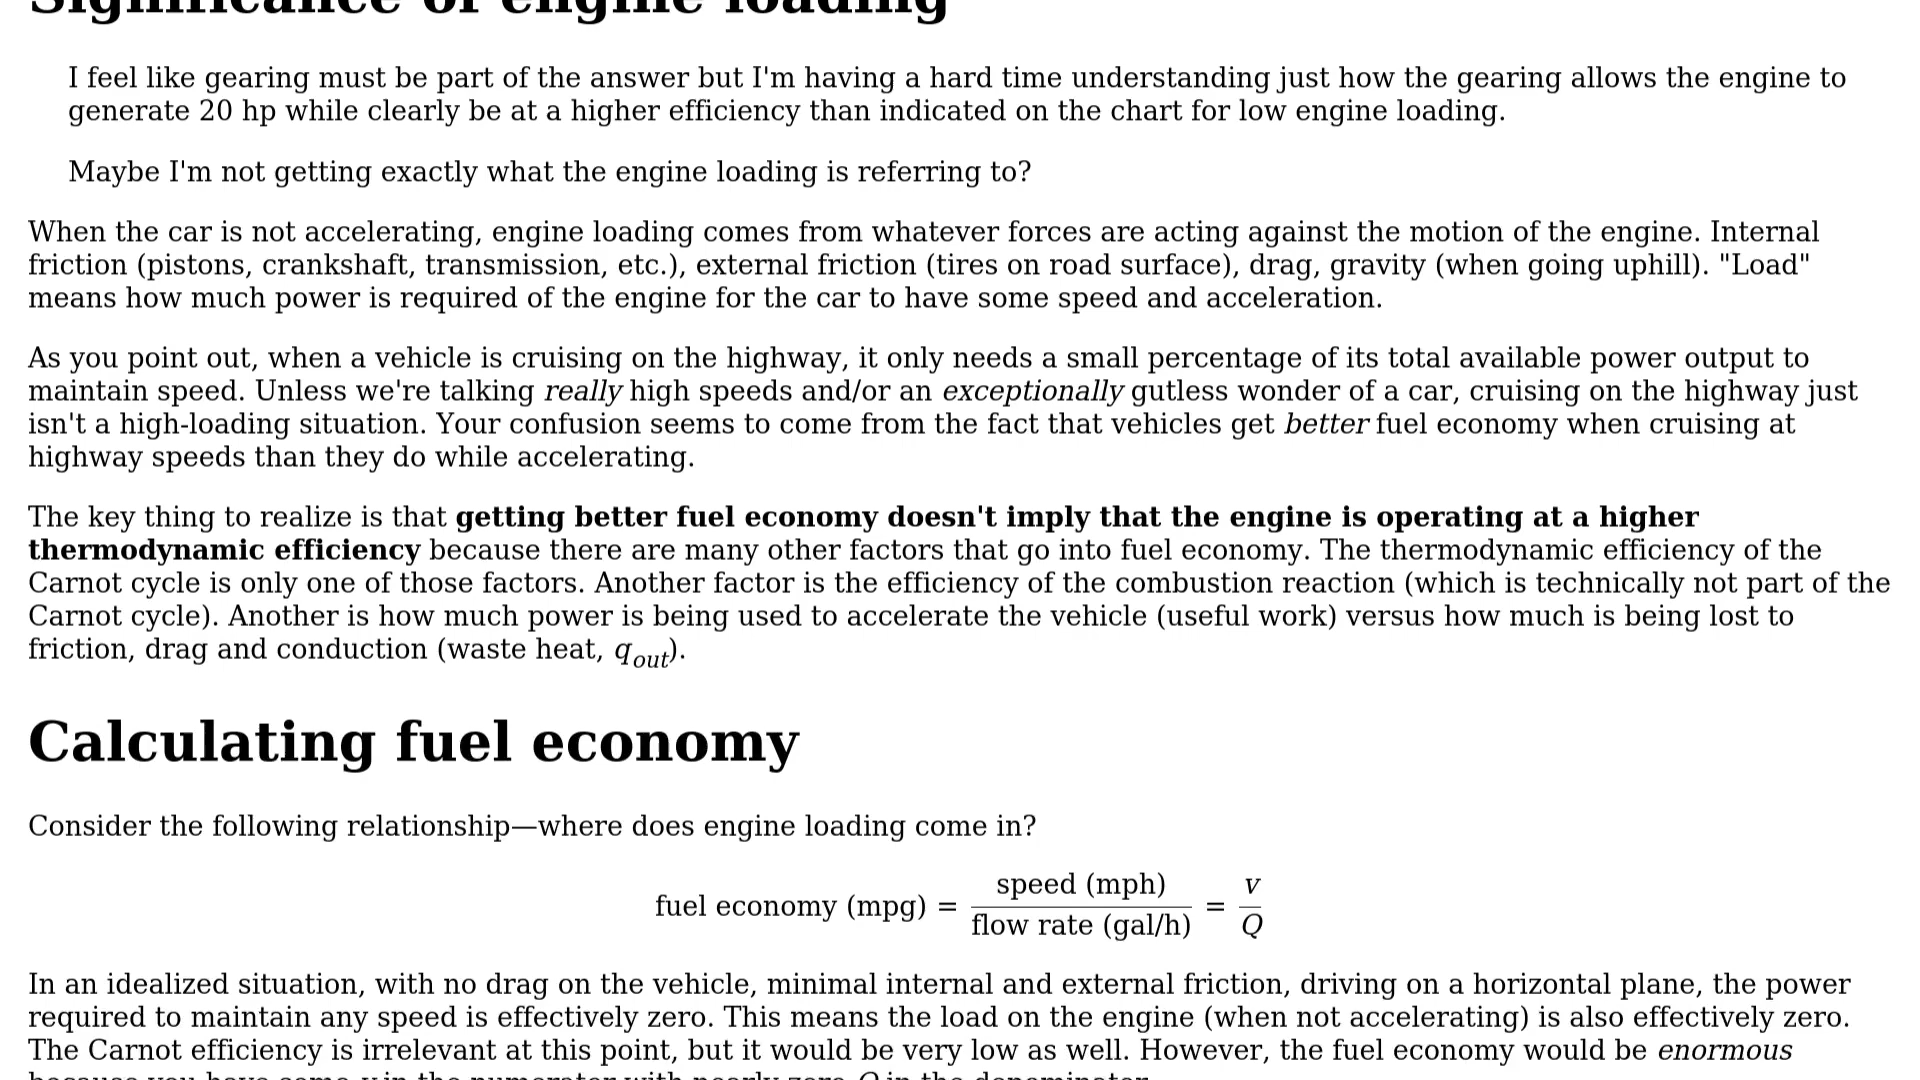 Significance of engine loading
I feel like gearing must be part of the answer but I'm having a hard time understanding just how the gearing allows the engine to
generate 20 hp while clearly be at a higher efficiency than indicated on the chart for low engine loading.
Maybe I'm not getting exactly what the engine loading is referring to?
When the car is not accelerating, engine loading comes from whatever forces are acting against the motion of the engine. Internal
friction (pistons, crankshaft, transmission, etc.), external friction (tires on road surface), drag, gravity (when going uphill). "Load"
means how much power is required of the engine for the car to have some speed and acceleration.
As you point out, when a vehicle is cruising on the highway, it only needs a small percentage of its total available power output to
maintain speed. Unless we're talking really high speeds and/or an exceptionally gutless wonder of a car, cruising on the highway just
isn't a high-loading situation. Your confusion seems to come from the fact that vehicles get better fuel economy when cruising at
highway speeds than they do while accelerating.
The key thing to realize is that getting better fuel economy doesn't imply that the engine is operating at a higher
thermodynamic efficiency because there are many other factors that go into fuel economy. The thermodynamic efficiency of the
Carnot cycle is only one of those factors. Another factor is the efficiency of the combustion reaction (which is technically not part of the
Carnot cycle). Another is how much power is being used to accelerate the vehicle (useful work) versus how much is being lost to
friction, drag and conduction (waste heat, q_out).
Calculating fuel economy
Consider the following relationship—where does engine loading come in?
fuel economy (mpg) = speed (mph) / flow rate (gal/h) = v / Q
In an idealized situation, with no drag on the vehicle, minimal internal and external friction, driving on a horizontal plane, the power
required to maintain any speed is effectively zero. This means the load on the engine (when not accelerating) is also effectively zero.
The Carnot efficiency is irrelevant at this point, but it would be very low as well. However, the fuel economy would be enormous
because you have some v in the numerator with nearly zero Q in the denominator.